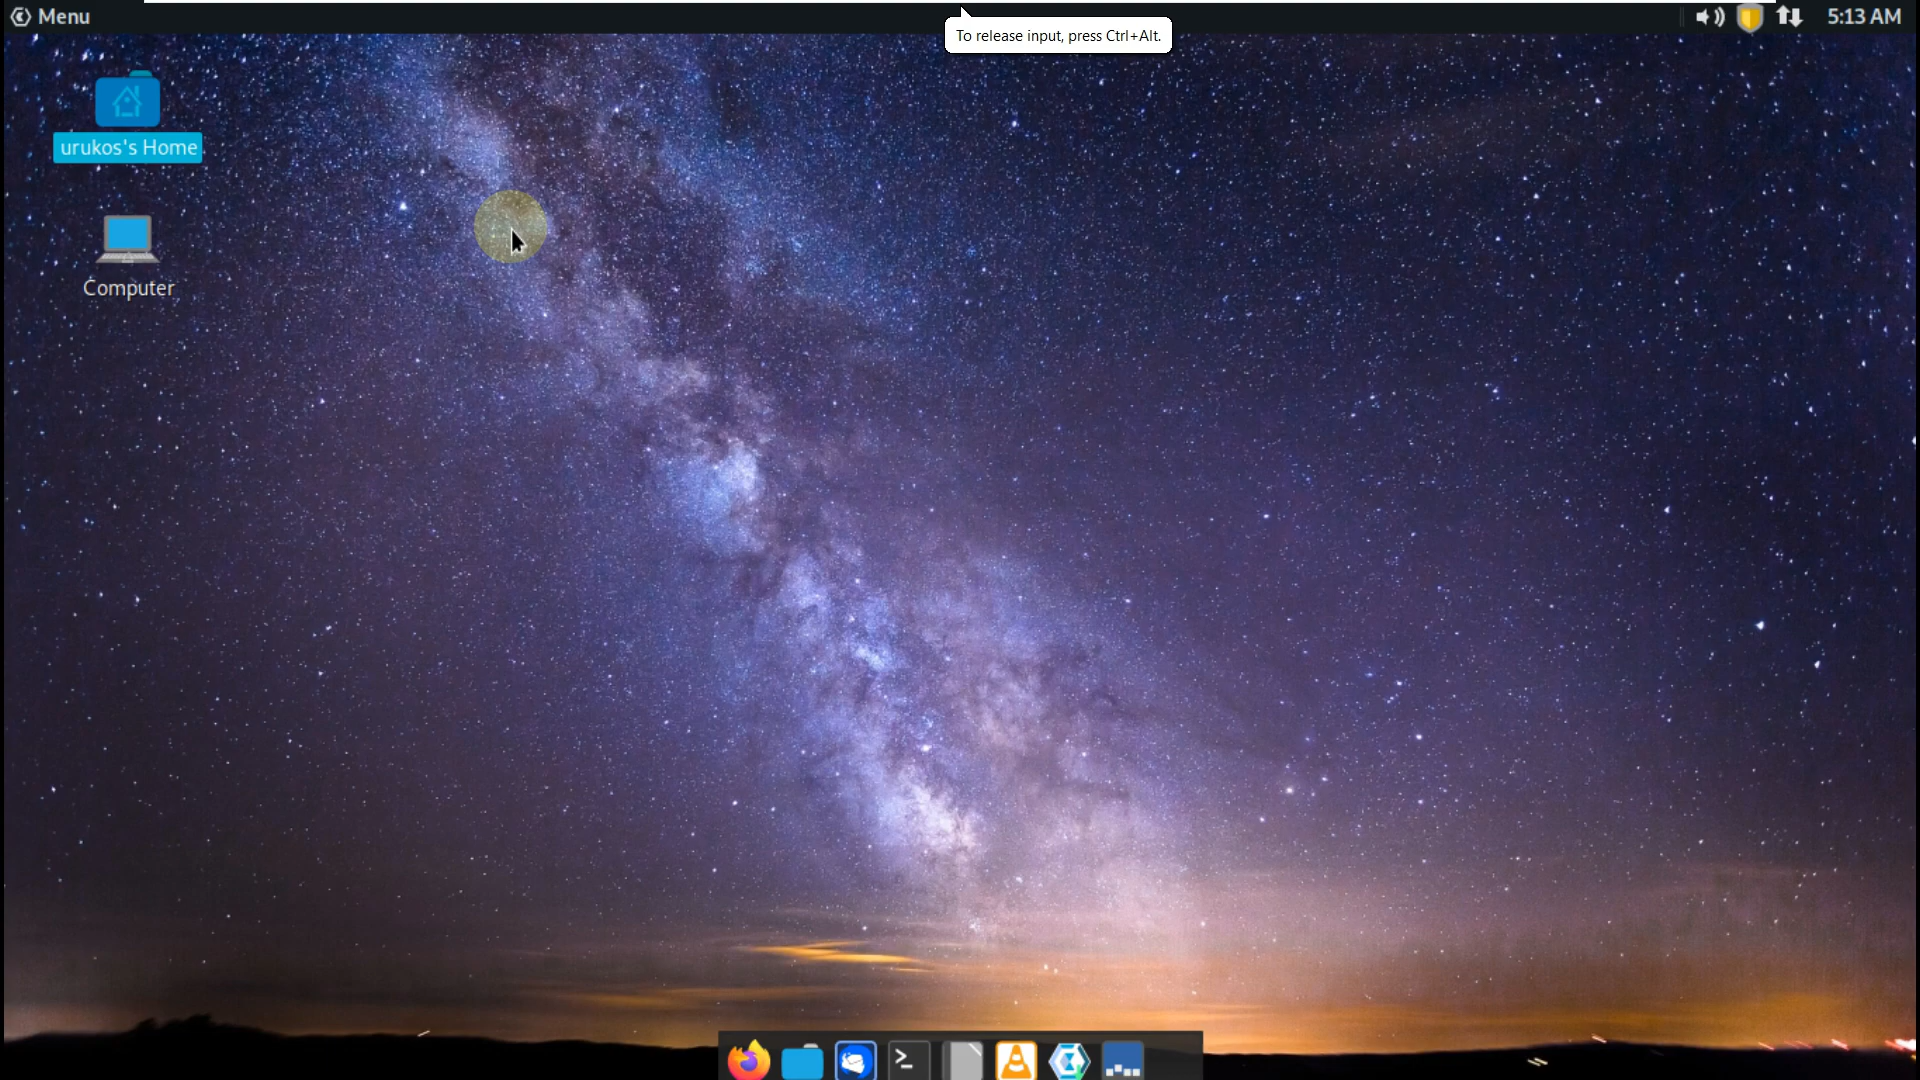 Menu
To release input, press Ctrl+Alt.
5:13 AM
urukos's Home
Computer